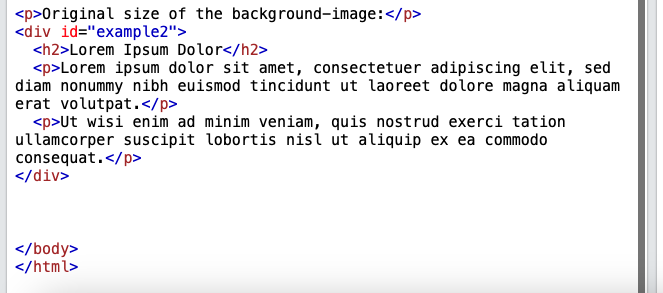 <p>Original size of the background-image:</p>
<div id="example2">
  <h2>Lorem Ipsum Dolor</h2>
  <p>Lorem ipsum dolor sit amet, consectetuer adipiscing elit, sed
diam nonummy nibh euismod tincidunt ut laoreet dolore magna aliquam
erat volutpat.</p>
  <p>Ut wisi enim ad minim veniam, quis nostrud exerci tation
ullamcorper suscipit lobortis nisl ut aliquip ex ea commodo
consequat.</p>
</div>
</body>
</html>